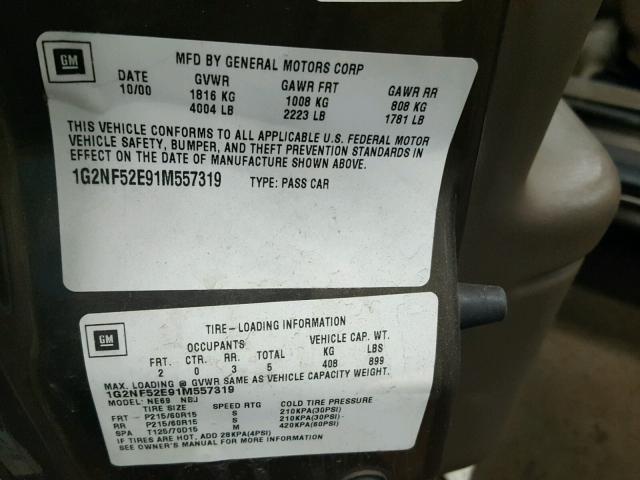 GM
MFD BY GENERAL MOTORS CORP
DATE GVWR GAWR FRT GAWR RR
10/00 1816 KG 1008 KG 808 KG
4004 LB 2223 LB 1781 LB
THIS VEHICLE CONFORMS TO ALL APPLICABLE U.S. FEDERAL MOTOR
VEHICLE SAFETY, BUMPER, AND THEFT PREVENTION STANDARDS IN
EFFECT ON THE DATE OF MANUFACTURE SHOWN ABOVE.
1G2NF52E91M557319 TYPE: PASS CAR
GM
TIRE-LOADING INFORMATION
OCCUPANTS VEHICLE CAP. WT.
FRT. CTR. RR. TOTAL KG LBS
2 0 3 5 408 899
MAX. LOADING @ GVWR SAME AS VEHICLE CAPACITY WEIGHT.
1G2NF52E91M557319
MODEL: NE69 NBJ
TIRE SIZE SPEED RTG COLD TIRE PRESSURE
FRT - P215/60R15 S 210KPA(30PSI)
RR - P215/60R15 S 210KPA(30PSI)
SPA - T125/70D15 M 420KPA(60PSI)
IF TIRES ARE HOT, ADD 28KPA(4PSI)
SEE OWNER'S MANUAL FOR MORE INFORMATION